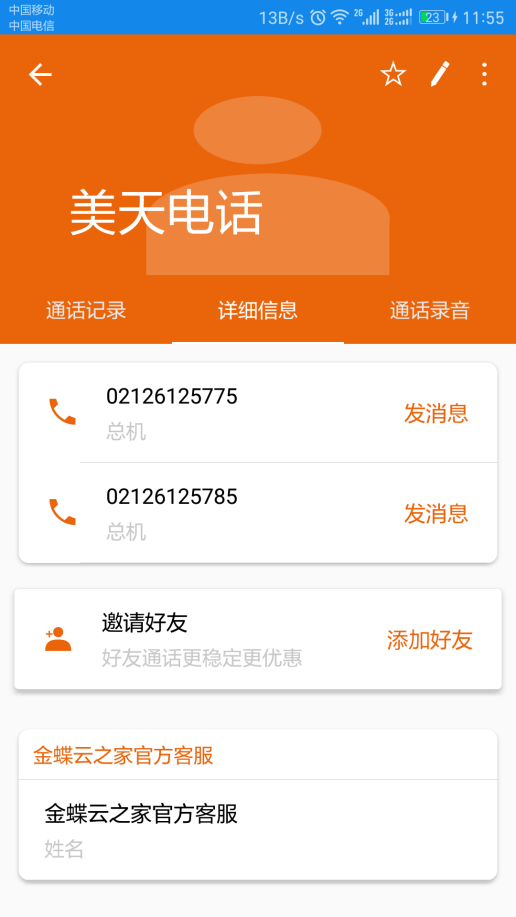 中国移动
中国电信
13B/s 2G 3G 2G 23 11:55
美天电话
通话记录 详细信息 通话录音
02126125775
总机
发消息
02126125785
总机
发消息
邀请好友
好友通话更稳定更优惠
添加好友
金蝶云之家官方客服
金蝶云之家官方客服
姓名